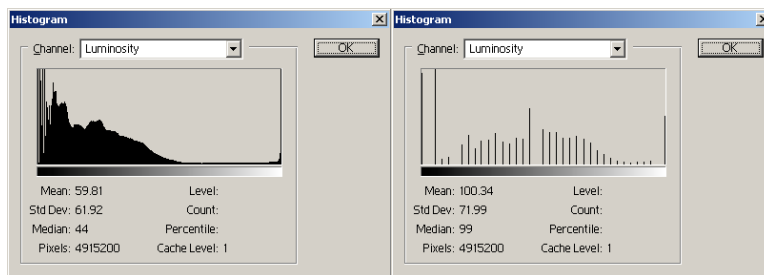 Histogram
Channel: Luminosity
OK
Mean: 59.81
Level:
Std Dev: 61.92
Count:
Median: 44
Percentile:
Pixels: 4915200
Cache Level: 1
Histogram
Channel: Luminosity
OK
Mean: 100.34
Level:
Std Dev: 71.99
Count:
Median: 99
Percentile:
Pixels: 4915200
Cache Level: 1